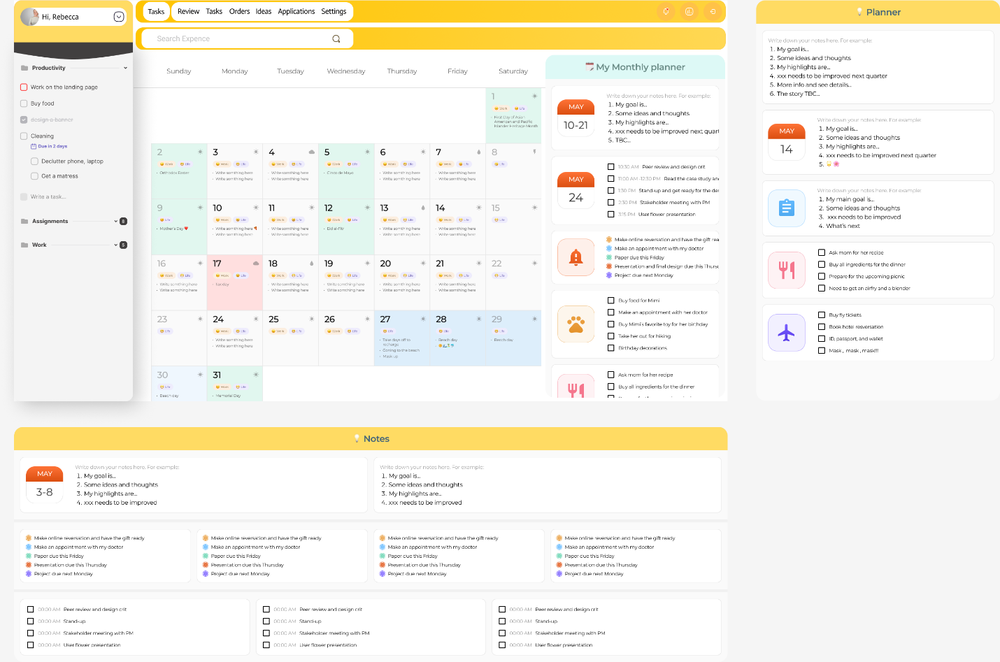 Hi, Rebecca
Productivity
Work on the landing page
Buy food
design a banner
Cleaning
Due in 2 days
Declutter phone, laptop
Get a matress
Write a task...
Assignments 8
Work 5
Tasks Review Tasks Orders Ideas Applications Settings
Search Expence
Sunday Monday Tuesday Wednesday Thursday Friday Saturday
1
Work Life
First Day of Asian
American and Pacific
Islander Heritage Month
2
Work Life
Orthodox Easter
3
Work Life
Write somthing here
Write somthing here
4
Work Life
Write somthing here
Write somthing here
5
Work Life
Cinco de Mayo
6
Work Life
Write somthing here
Write somthing here
7
Work Life
Write somthing here
Write somthing here
8
Life
9
Life
Mother's Day
10
Work Life
Write somthing here
Write somthing here
11
Work Life
Write somthing here
Write somthing here
12
Work Life
Eid al-Fitr
13
Work Life
Write somthing here
Write somthing here
14
Work Life
Write somthing here
Write somthing here
15
Life
16
Work Life
Write somthing here
Write somthing here
17
Work Life
Tax day
18
Work Life
Write somthing here
Write somthing here
19
Work Life
Write somthing here
Write somthing here
20
Work Life
Write somthing here
Write somthing here
21
Work Life
Write somthing here
Write somthing here
22
Life
23
Life
24
Work Life
Write somthing here
Write somthing here
25
Work Life
26
Work Life
27
Life
Take days off to
recharge
Coming to the beach
Mask up
28
Life
Beach day
29
Life
Beach day
30
Life
Beach day
31
Work Life
Memorial Day
My Monthly planner
MAY
10-21
Write down your notes here. For example:
1. My goal is...
2. Some ideas and thoughts
3. My highlights are...
4. xxx needs to be improved next quart
5. TBC...
MAY
24
10:30 AM Peer review and design crit
11:00 AM -12:30 PM Read the case study an
1:30 PM Stand-up and get ready for the de
2:30 PM Stakeholder meeting with PM
3:15 PM User flower presentation
Make online reversation and have the gift rea
Make an appointment with my doctor
Paper due this Friday
Presentation and final design due this Thurs
Project due next Monday
Buy food for Mimi
Make an appointment with her doctor
Buy Mimi's favorite toy for her birthday
Take her out for hiking
Birthday decorations
Ask mom for her recipe
Buy all ingredients for the dinner
Planner
Write down your notes here. For example:
1. My goal is...
2. Some ideas and thoughts
3. My highlights are...
4. xxx needs to be improved next quarter
5. More info and see details...
6. The story TBC...
MAY
14
Write down your notes here. For example:
1. My goal is...
2. Some ideas and thoughts
3. My highlights are...
4. xxx needs to be improved next quarter
5.
Write down your notes here. For example:
1. My main goal is...
2. Some ideas and thoughts
3. xxx needs to be improved
4. What's next
Ask mom for her recipe
Buy all ingredients for the dinner
Prepare for the upcoming picnic
Need to get an airfry and a blender
Buy fly tickets
Book hotel resversation
ID, passport, and wallet
Mask , mask , mask!!!
Notes
MAY
3-8
Write down your notes here. For example:
1. My goal is...
2. Some ideas and thoughts
3. My highlights are...
4. xxx needs to be improved
Write down your notes here. For example:
1. My goal is...
2. Some ideas and thoughts
3. My highlights are...
4. xxx needs to be improved
Make online reversation and have the gift ready
Make an appointment with my doctor
Paper due this Friday
Presentation due this Thursday
Project due next Monday
Make online reversation and have the gift ready
Make an appointment with my doctor
Paper due this Friday
Presentation due this Thursday
Project due next Monday
Make online reversation and have the gift ready
Make an appointment with my doctor
Paper due this Friday
Presentation due this Thursday
Project due next Monday
Make online reversation and have the gift ready
Make an appointment with my doctor
Paper due this Friday
Presentation due this Thursday
Project due next Monday
00:00 AM Peer review and design crit
00:00 AM Stand-up
00:00 AM Stakeholder meeting with PM
00:00 AM User flower presentation
00:00 AM Peer review and design crit
00:00 AM Stand-up
00:00 AM Stakeholder meeting with PM
00:00 AM User flower presentation
00:00 AM Peer review and design crit
00:00 AM Stand-up
00:00 AM Stakeholder meeting with PM
00:00 AM User flower presentation